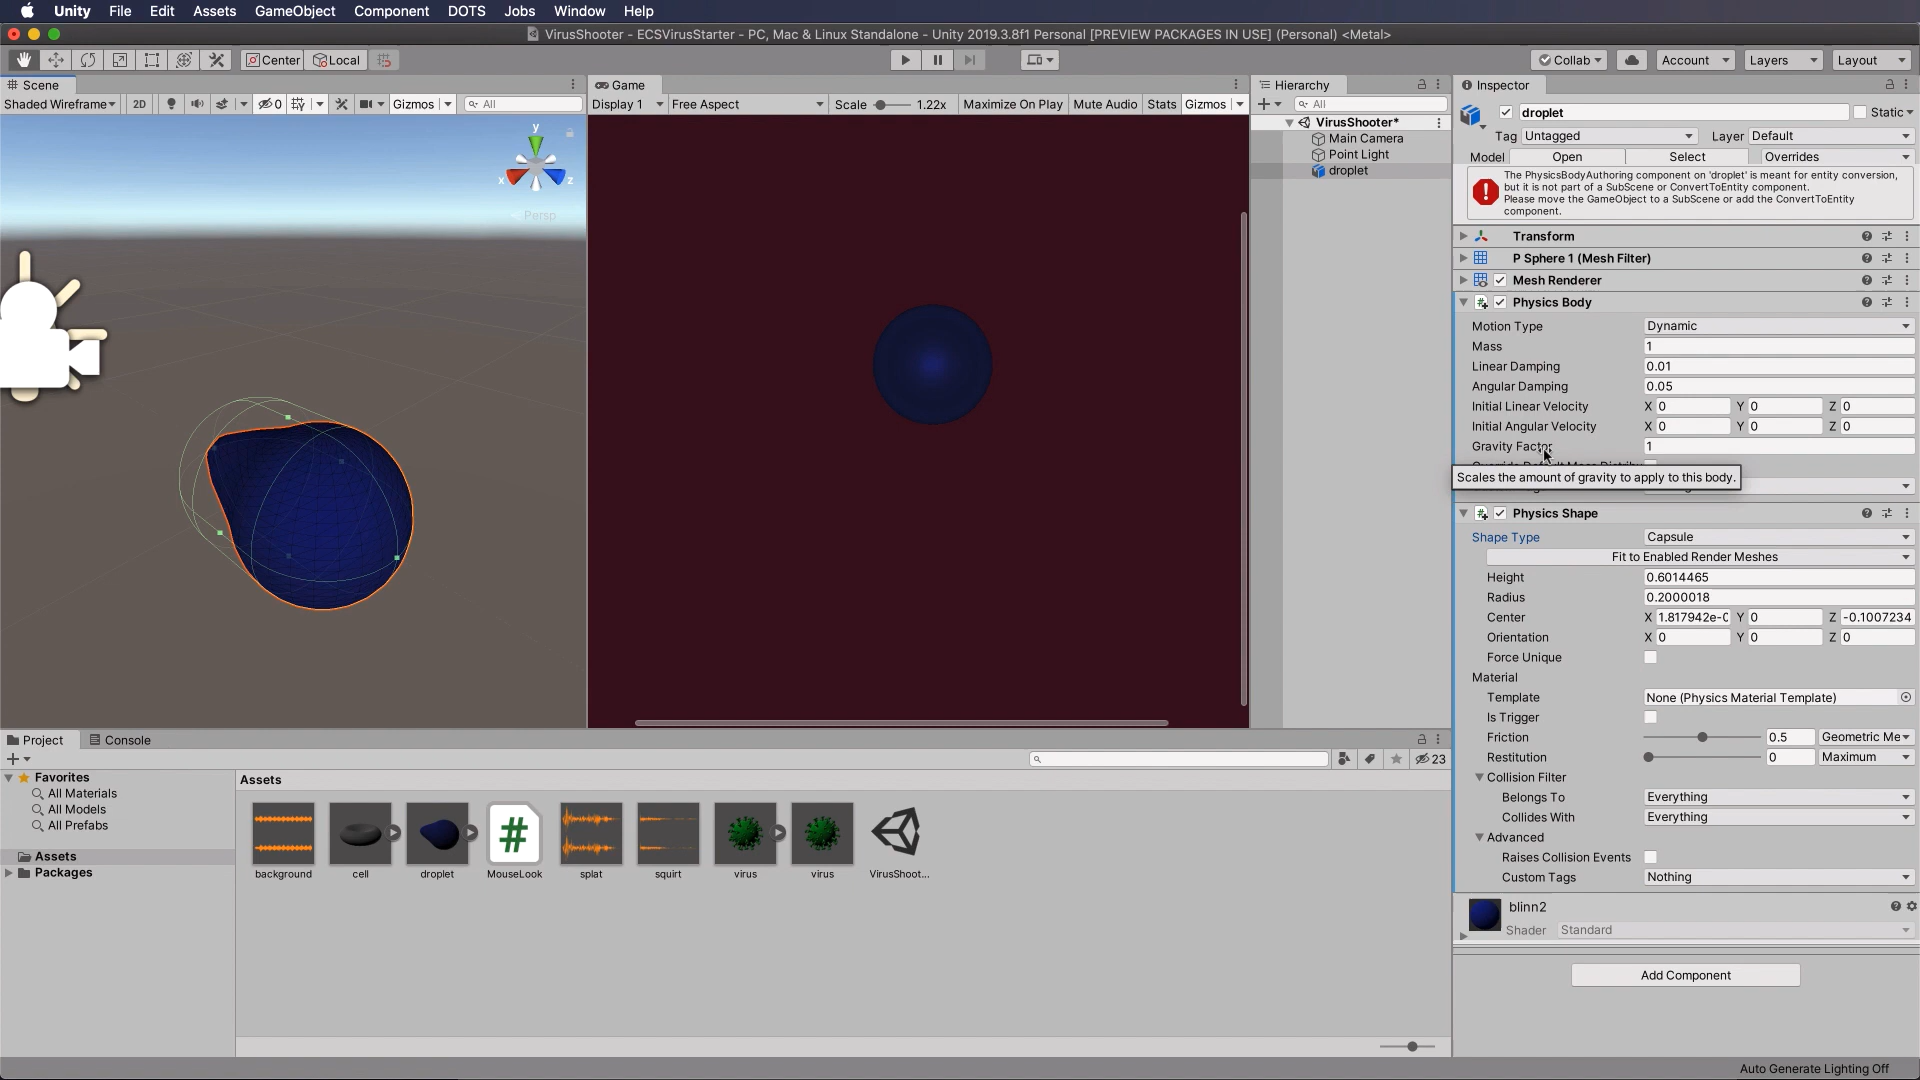 Unity File Edit Assets GameObject Component DOTS Jobs Window Help
VirusShooter - ECSVirusStarter - PC, Mac & Linux Standalone - Unity 2019.3.8f1 Personal [PREVIEW PACKAGES IN USE] (Personal) <Metal>
Center Local Collab Account Layers Layout
Scene
Shaded Wireframe 2D 0 Gizmos All
y
x z
Persp
Game
Display 1 Free Aspect Scale 1.22x Maximize On Play Mute Audio Stats Gizmos
Hierarchy
All
VirusShooter*
Main Camera
Point Light
droplet
Inspector
droplet Static
Tag Untagged Layer Default
Model Open Select Overrides
The PhysicsBodyAuthoring component on 'droplet' is meant for entity conversion,
but it is not part of a SubScene or ConvertToEntity component.
Please move the GameObject to a SubScene or add the ConvertToEntity
component.
Transform
P Sphere 1 (Mesh Filter)
Mesh Renderer
Physics Body
Motion Type Dynamic
Mass 1
Linear Damping 0.01
Angular Damping 0.05
Initial Linear Velocity X 0 Y 0 Z 0
Initial Angular Velocity X 0 Y 0 Z 0
Gravity Factor 1
Scales the amount of gravity to apply to this body.
Physics Shape
Shape Type Capsule
Fit to Enabled Render Meshes
Height 0.6014465
Radius 0.2000018
Center X 1.817942e-0 Y 0 Z -0.1007234
Orientation X 0 Y 0 Z 0
Force Unique
Material
Template None (Physics Material Template)
Is Trigger
Friction 0.5 Geometric Me
Restitution 0 Maximum
Collision Filter
Belongs To Everything
Collides With Everything
Advanced
Raises Collision Events
Custom Tags Nothing
blinn2
Shader Standard
Add Component
Project Console
23
Favorites
All Materials
All Models
All Prefabs
Assets
Packages
Assets
background cell droplet MouseLook splat squirt virus virus VirusShoot...
Auto Generate Lighting Off